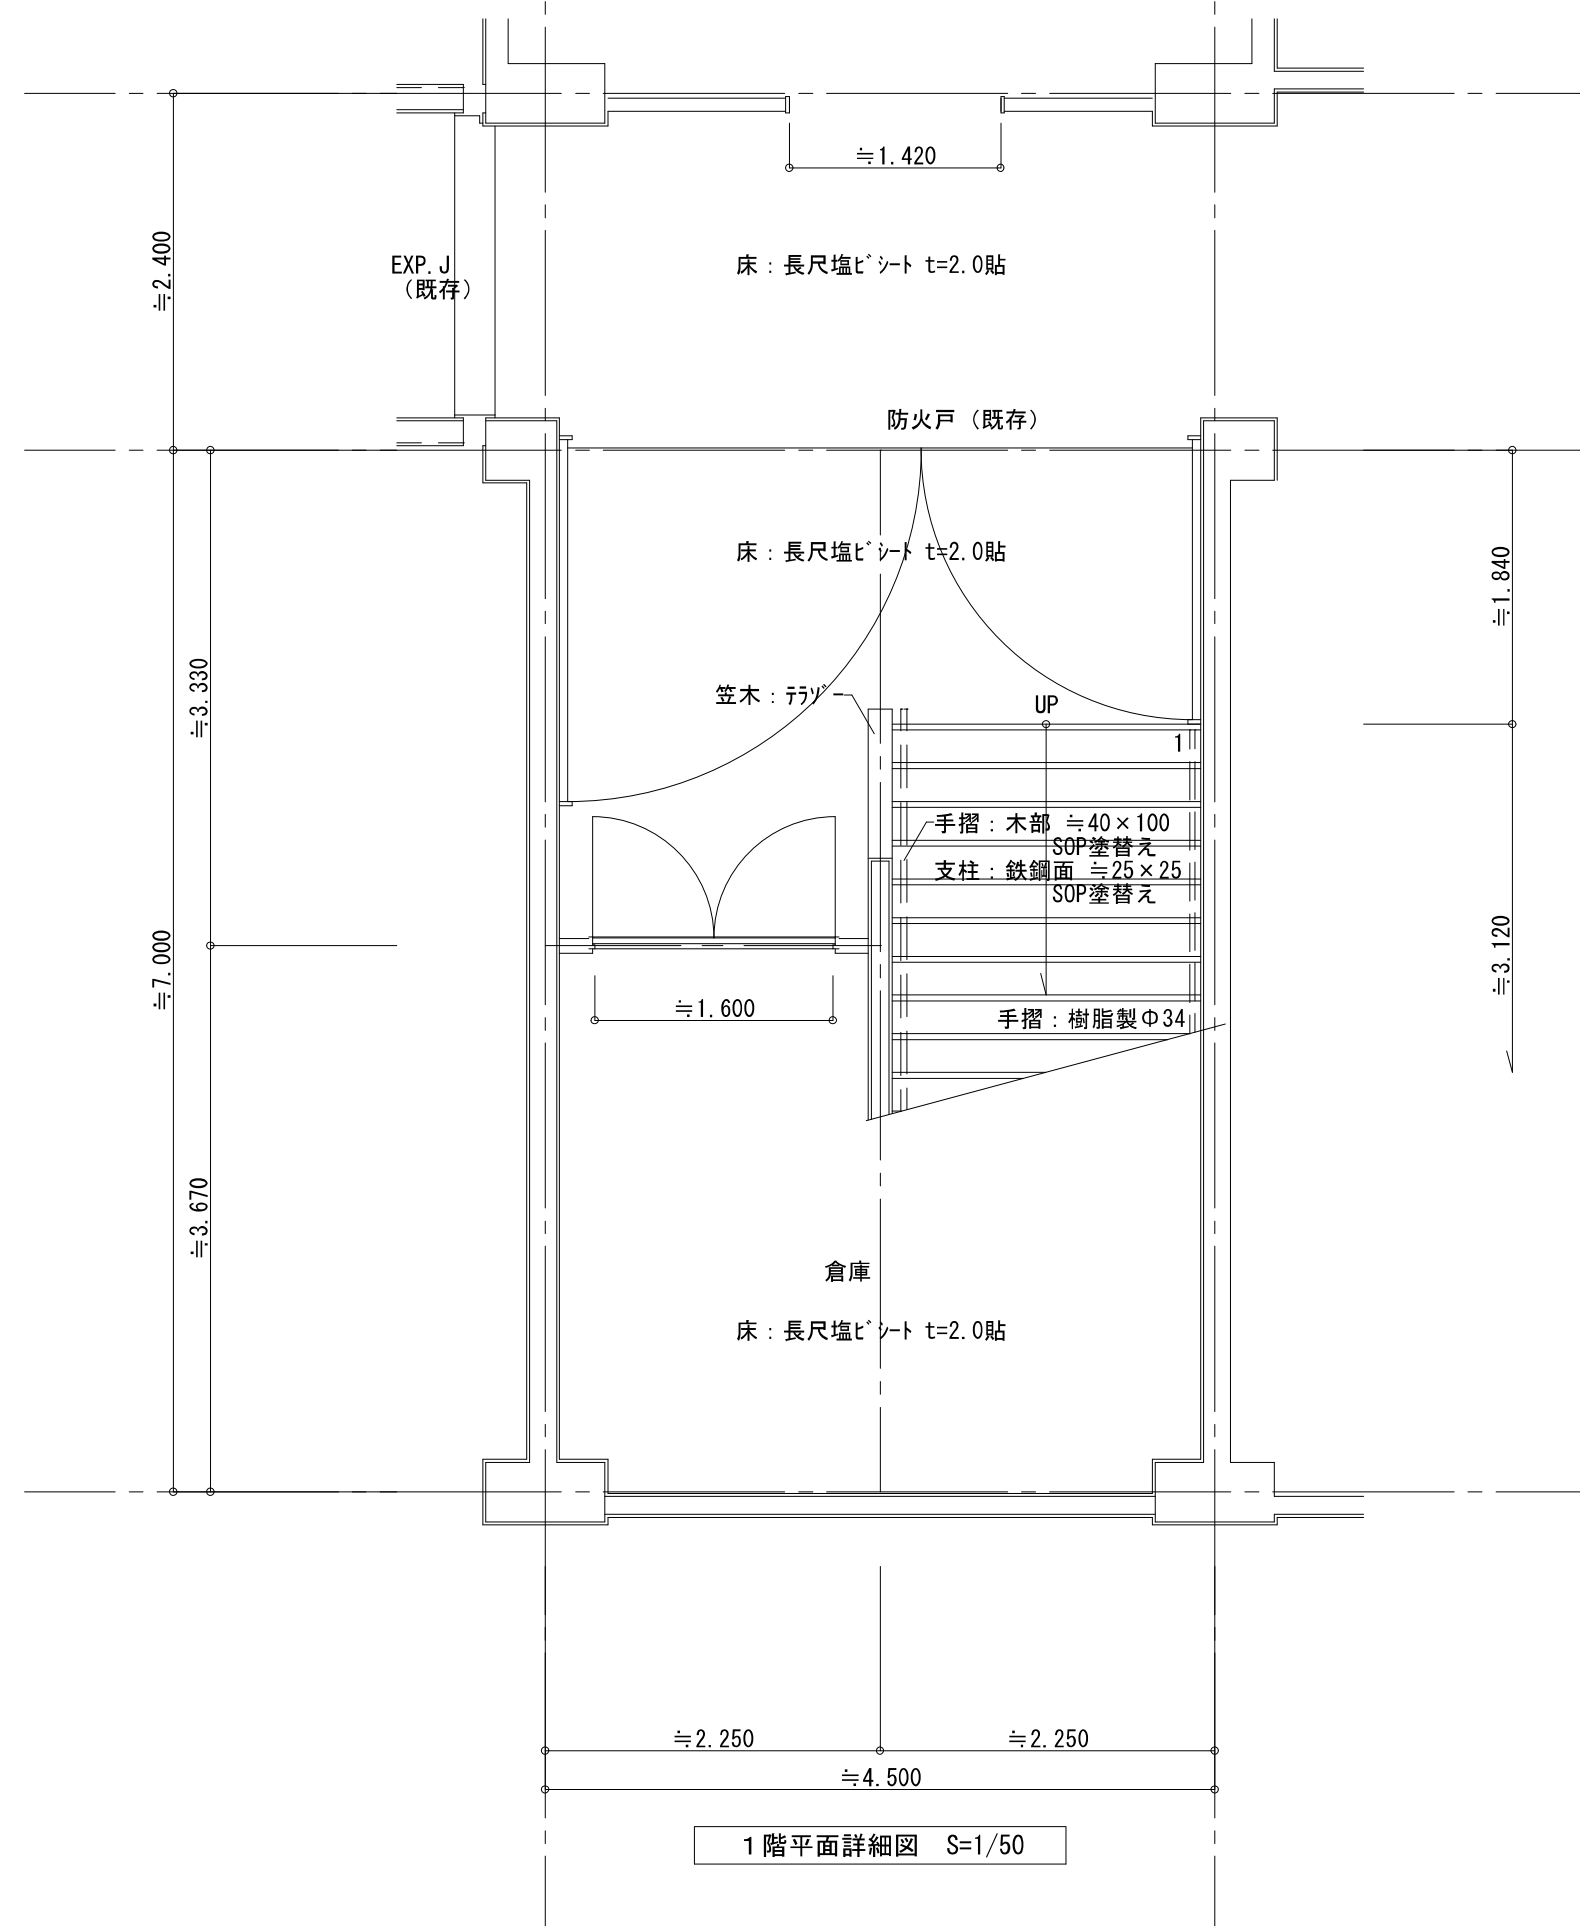 ≒1.420
≒2.400
EXP.J
（既存）
床：長尺塩ﾋﾞｼｰﾄ t=2.0貼
防火戸（既存）
床：長尺塩ﾋﾞｼｰﾄ t=2.0貼
≒1.840
≒3.330
笠木：ﾃﾗｿﾞｰ
UP
1
手摺：木部 ≒40×100
SOP塗替え
支柱：鉄鋼面 ≒25×25
SOP塗替え
≒7.000
≒3.120
≒1.600
手摺：樹脂製Φ34
≒3.670
倉庫
床：長尺塩ﾋﾞｼｰﾄ t=2.0貼
≒2.250
≒2.250
≒4.500
1階平面詳細図 S=1/50